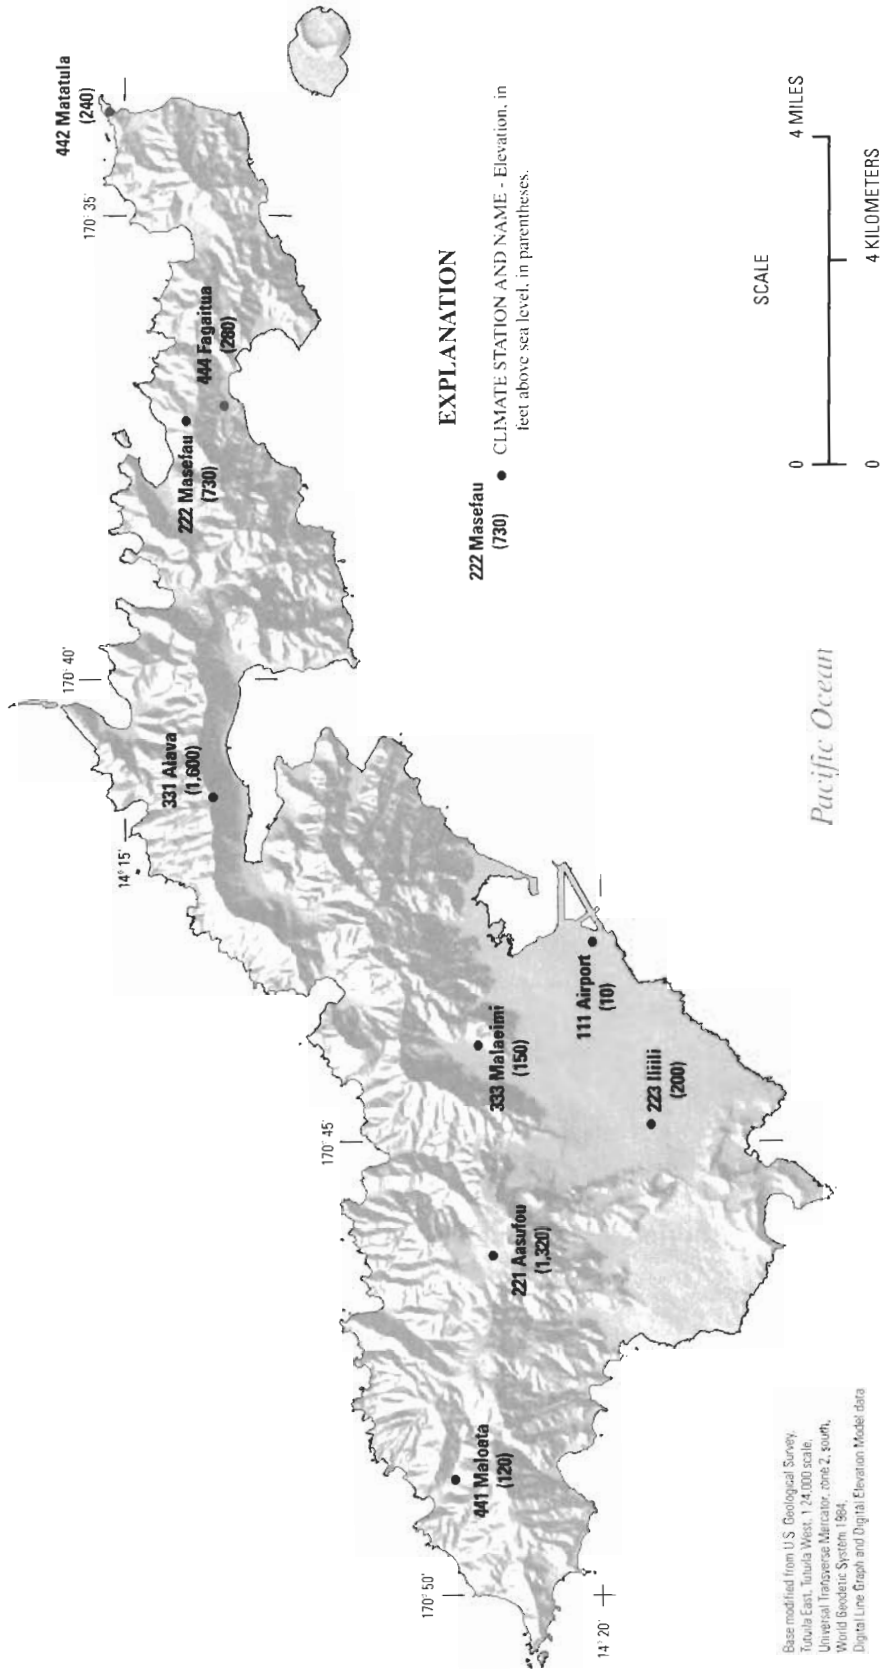 442 Matatula
(240)
170° 35'
444 Fagaitua
(280)
222 Masefau
(730)
170° 40'
331 Alava
(1,600)
14° 15'
333 Malaeimi
(150)
111 Airport
(10)
170° 45'
223 Iliili
(200)
221 Aasufou
(1,320)
441 Maloata
(120)
170° 50'
14° 20'
EXPLANATION
222 Masefau
(730)
CLIMATE STATION AND NAME - Elevation, in
feet above sea level, in parentheses.
Pacific Ocean
SCALE
0
4 MILES
0
4 KILOMETERS
Base modified from U.S. Geological Survey,
Tutuila East, Tutuila West, 1:24,000 scale,
Universal Transverse Mercator, zone 2, south,
World Geodetic System 1984,
Digital Line Graph and Digital Elevation Model data